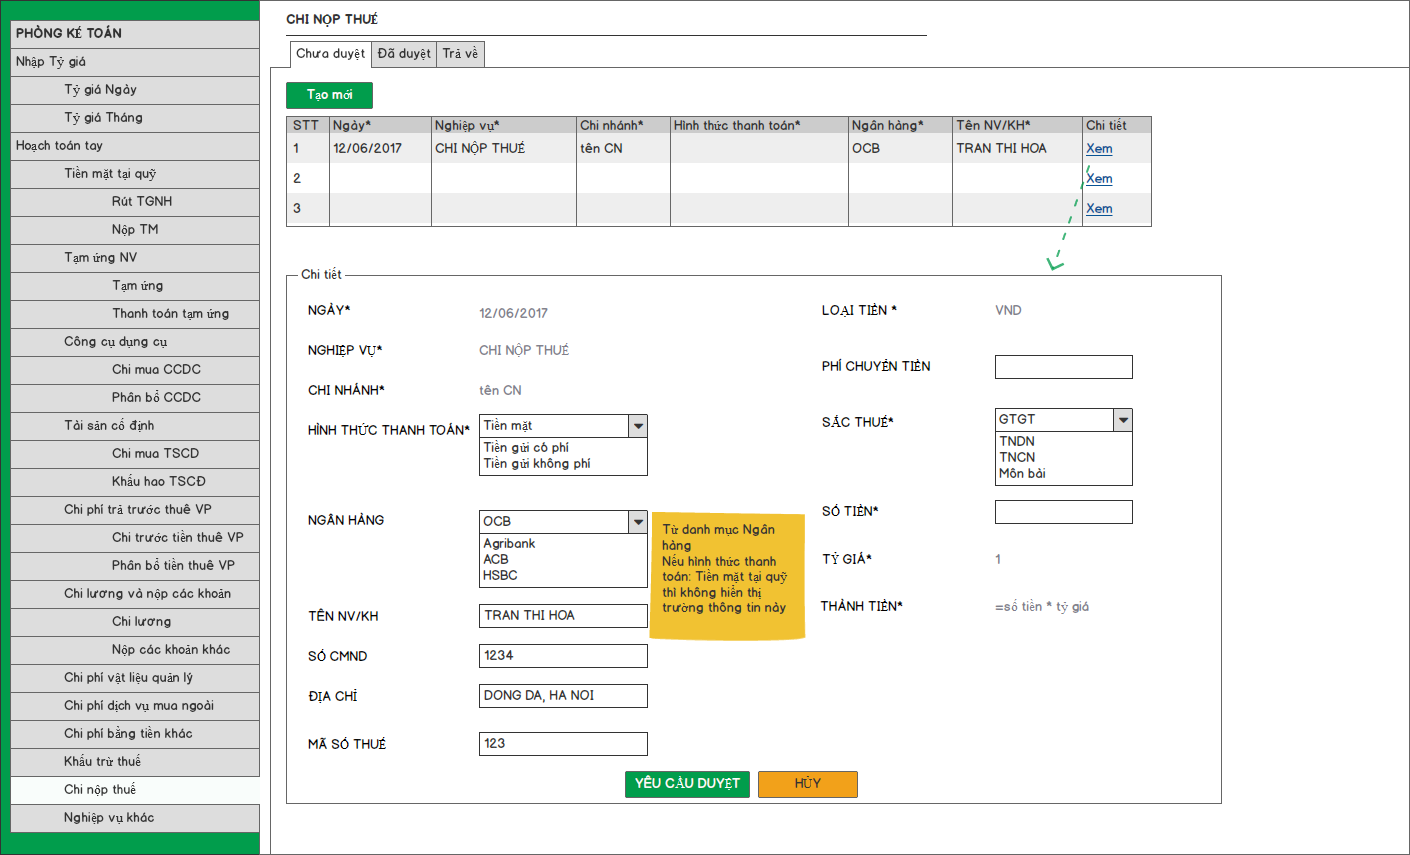 PHÒNG KẾ TOÁN
Nhập Tỷ giá
Tỷ giá Ngày
Tỷ giá Tháng
Hoạch toán tay
Tiền mặt tại quỹ
Rút TGNH
Nộp TM
Tạm ứng NV
Tạm ứng
Thanh toán tạm ứng
Công cụ dụng cụ
Chi mua CCDC
Phân bổ CCDC
Tài sản cố định
Chi mua TSCD
Khấu hao TSCĐ
Chi phí trả trước thuê VP
Chi trước tiền thuê VP
Phân bổ tiền thuê VP
Chi lương và nộp các khoản
Chi lương
Nộp các khoản khác
Chi phí vật liệu quản lý
Chi phí dịch vụ mua ngoài
Chi phí bằng tiền khác
Khấu trừ thuế
Chi nộp thuế
Nghiệp vụ khác
CHI NỘP THUẾ
Chưa duyệt Đã duyệt Trả về
Tạo mới
STT Ngày* Nghiệp vụ* Chi nhánh* Hình thức thanh toán* Ngân hàng* Tên NV/KH* Chi tiết
1 12/06/2017 CHI NỘP THUẾ tên CN OCB TRAN THI HOA Xem
2 Xem
3 Xem
Chi tiết
NGÀY* 12/06/2017
NGHIỆP VỤ* CHI NỘP THUẾ
CHI NHÁNH* tên CN
HÌNH THỨC THANH TOÁN* Tiền mặt
Tiền gửi có phí
Tiền gửi không phí
NGÂN HÀNG OCB
Agribank
ACB
HSBC
Từ danh mục Ngân
hàng
Nếu hình thức thanh
toán: Tiền mặt tại quỹ
thì không hiển thị
trường thông tin này
TÊN NV/KH TRAN THI HOA
SỐ CMND 1234
ĐỊA CHỈ DONG DA, HA NOI
MÃ SỐ THUẾ 123
LOẠI TIỀN * VND
PHÍ CHUYỂN TIỀN
SẮC THUẾ* GTGT
TNDN
TNCN
Môn bài
SỐ TIỀN*
TỶ GIÁ* 1
THÀNH TIỀN* =số tiền * tỷ giá
YÊU CẦU DUYỆT HỦY